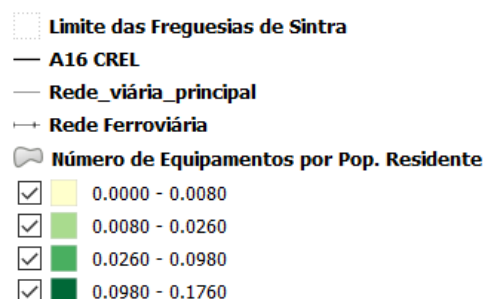 Limite das Freguesias de Sintra
A16 CREL
Rede_viária_principal
Rede Ferroviária
Número de Equipamentos por Pop. Residente
0.0000 - 0.0080
0.0080 - 0.0260
0.0260 - 0.0980
0.0980 - 0.1760